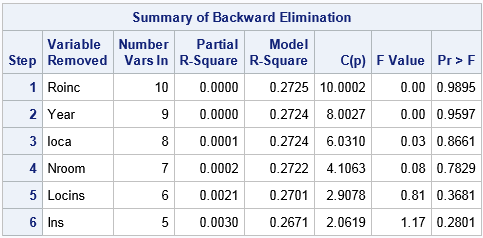 Summary of Backward Elimination
Step Variable Removed Number Vars In Partial R-Square Model R-Square C(p) F Value Pr > F
1 Roinc 10 0.0000 0.2725 10.0002 0.00 0.9895
2 Year 9 0.0000 0.2724 8.0027 0.00 0.9597
3 loca 8 0.0001 0.2724 6.0310 0.03 0.8661
4 Nroom 7 0.0002 0.2722 4.1063 0.08 0.7829
5 Locins 6 0.0021 0.2701 2.9078 0.81 0.3681
6 Ins 5 0.0030 0.2671 2.0619 1.17 0.2801